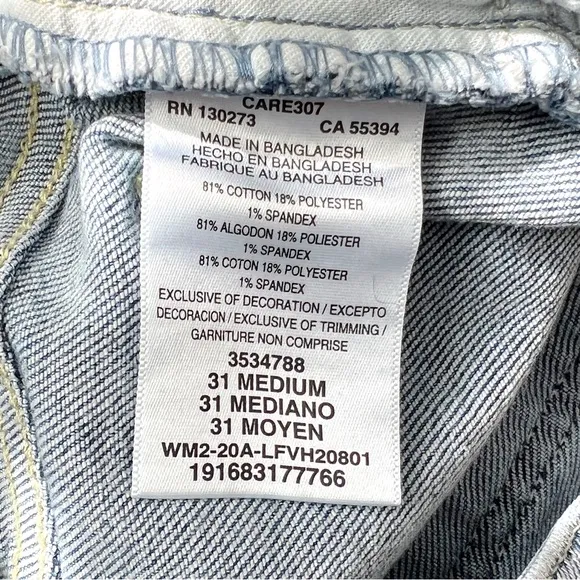 CARE307
RN 130273 CA 55394
MADE IN BANGLADESH
HECHO EN BANGLADESH
FABRIQUE AU BANGLADESH
81% COTTON 18% POLYESTER
1% SPANDEX
81% ALGODON 18% POLIESTER
1% SPANDEX
81% COTON 18% POLYESTER
1% SPANDEX
EXCLUSIVE OF DECORATION / EXCEPTO
DECORACION / EXCLUSIVE OF TRIMMING /
GARNITURE NON COMPRISE
3534788
31 MEDIUM
31 MEDIANO
31 MOYEN
WM2-20A-LFVH20801
191683177766